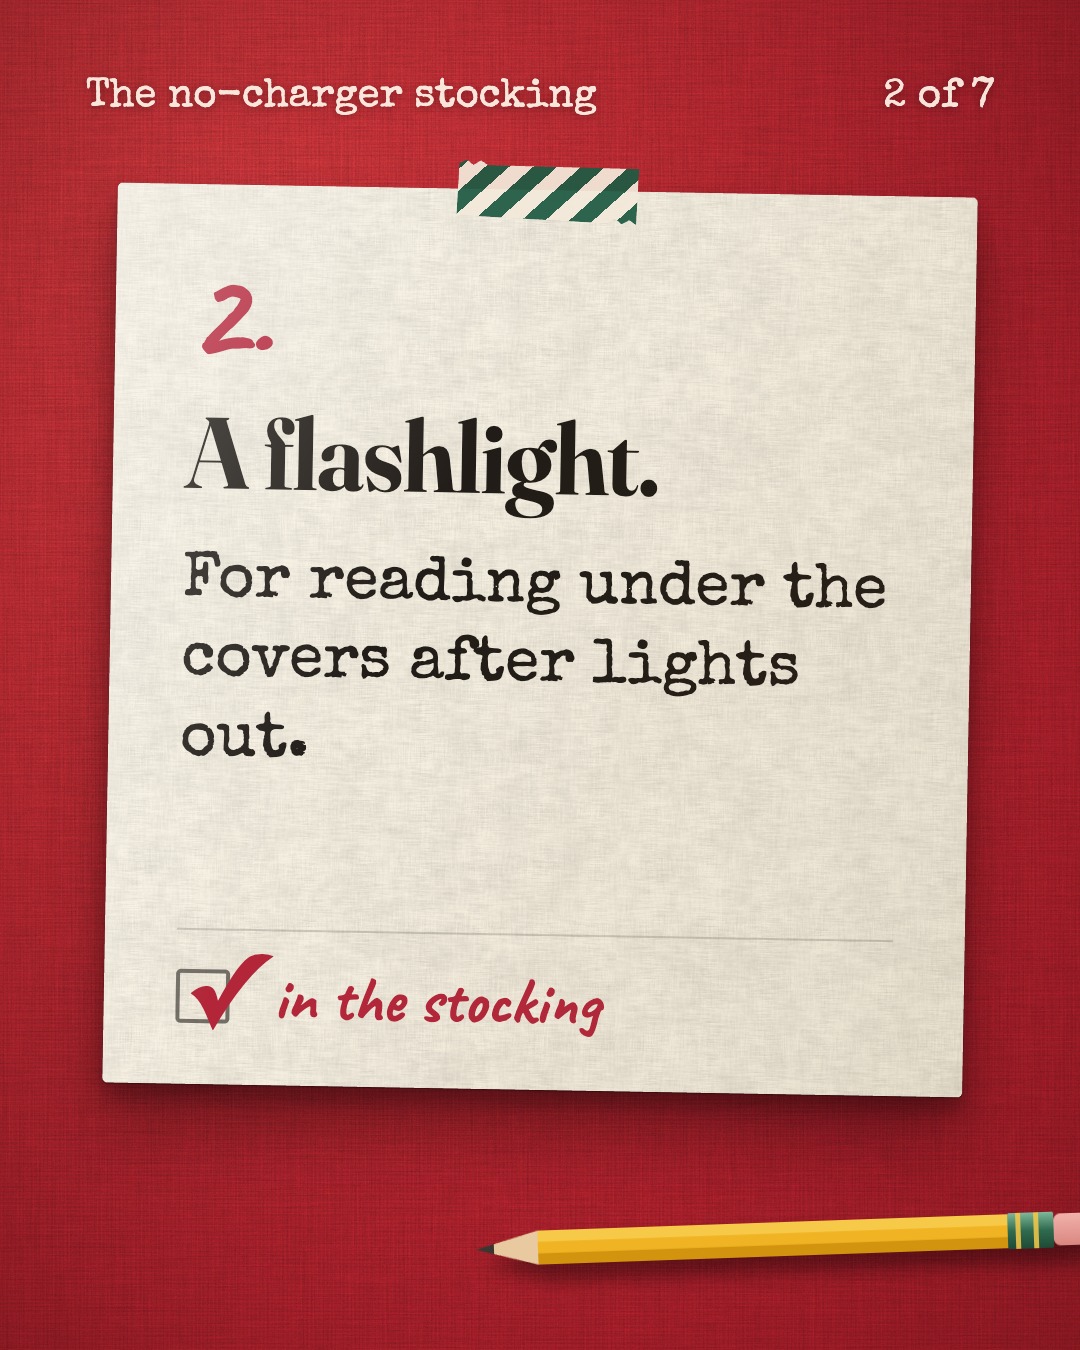 The no-charger stocking
2 of 7
2.
A flashlight.
For reading under the
covers after lights
out.
in the stocking